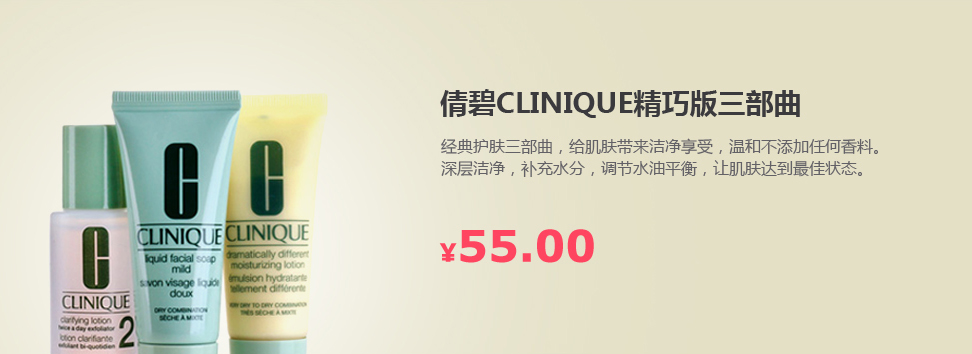 倩碧CLINIQUE精巧版三部曲
经典护肤三部曲，给肌肤带来洁净享受，温和不添加任何香料。
深层洁净，补充水分，调节水油平衡，让肌肤达到最佳状态。
¥55.00
CLINIQUE
clarifying lotion
twice a day exfoliator
lotion clarifiante
exfoliant bi-quotidien
2
CLINIQUE
liquid facial soap
mild
savon visage liquide
doux
DRY COMBINATION
SÈCHE À MIXTE
CLINIQUE
dramatically different
moisturizing lotion
émulsion hydratante
tellement différente
VERY DRY TO DRY COMBINATION
TRÈS SÈCHE À MIXTE